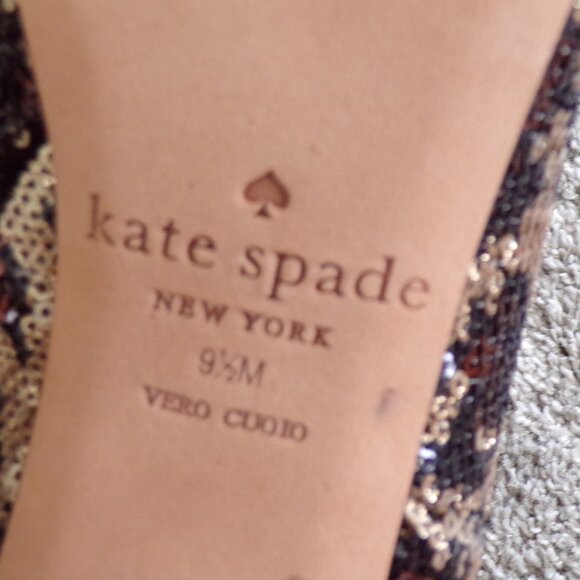 kate spade
NEW YORK
9½M
VERO CUOIO